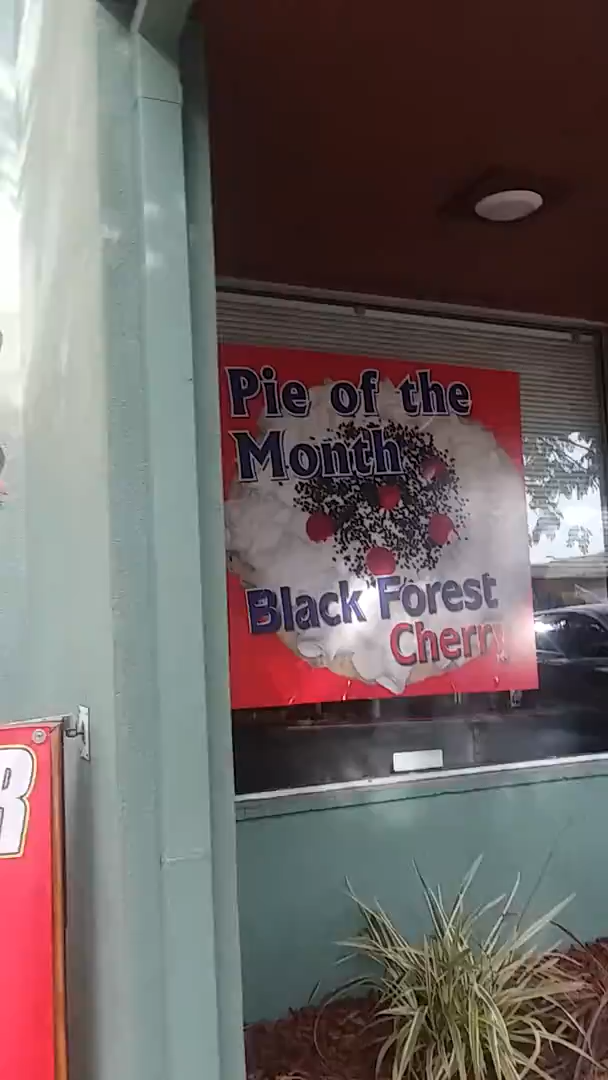 Pie of the
Month
Black Forest
Cherry
R